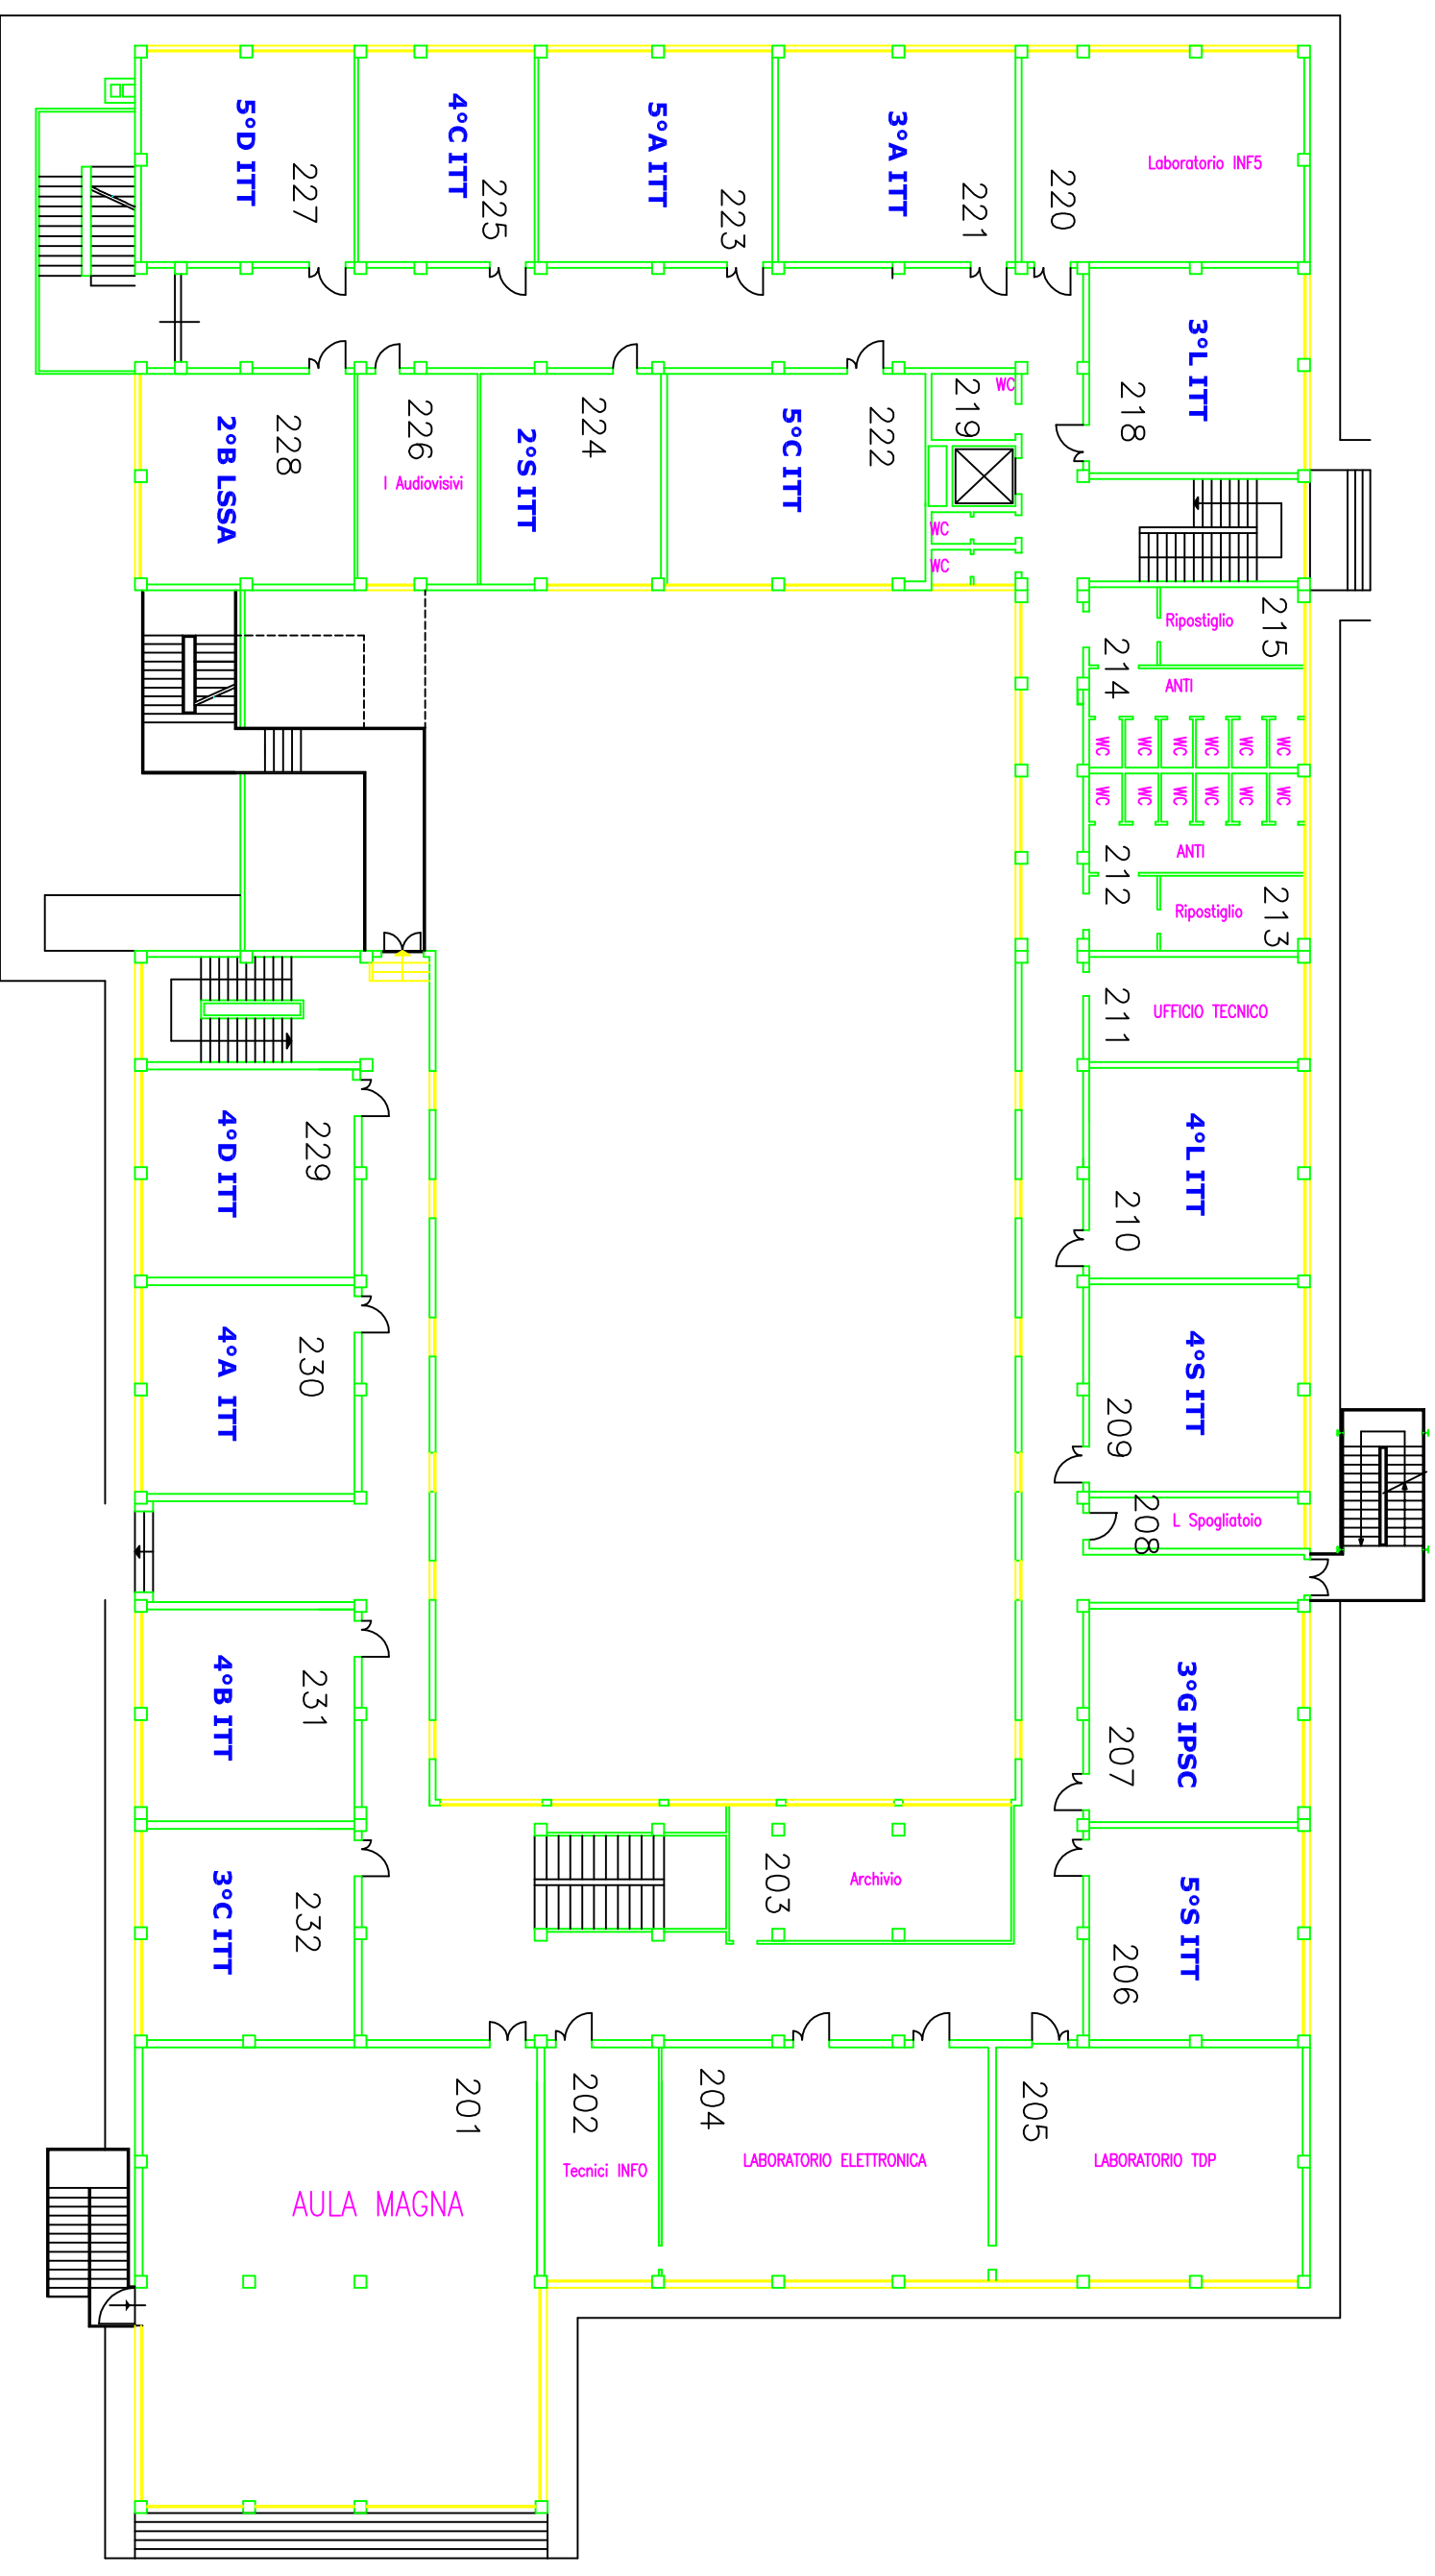 5°D ITT
227
4°C ITT
225
5°A ITT
223
3°A ITT
221
220
Laboratorio INF5
3°L ITT
218
2°B LSSA
228
226
I Audiovisivi
2°S ITT
224
5°C ITT
222
219
WC
WC
WC
215
Ripostiglio
214
ANTI
WC
WC
WC
WC
WC
WC
WC
WC
WC
WC
WC
WC
ANTI
212
Ripostiglio
213
211
UFFICIO TECNICO
4°D ITT
229
4°L ITT
210
4°A ITT
230
4°S ITT
209
208
L Spogliatoio
4°B ITT
231
3°G IPSC
207
3°C ITT
232
203
Archivio
5°S ITT
206
201
AULA MAGNA
202
Tecnici INFO
204
LABORATORIO ELETTRONICA
205
LABORATORIO TDP